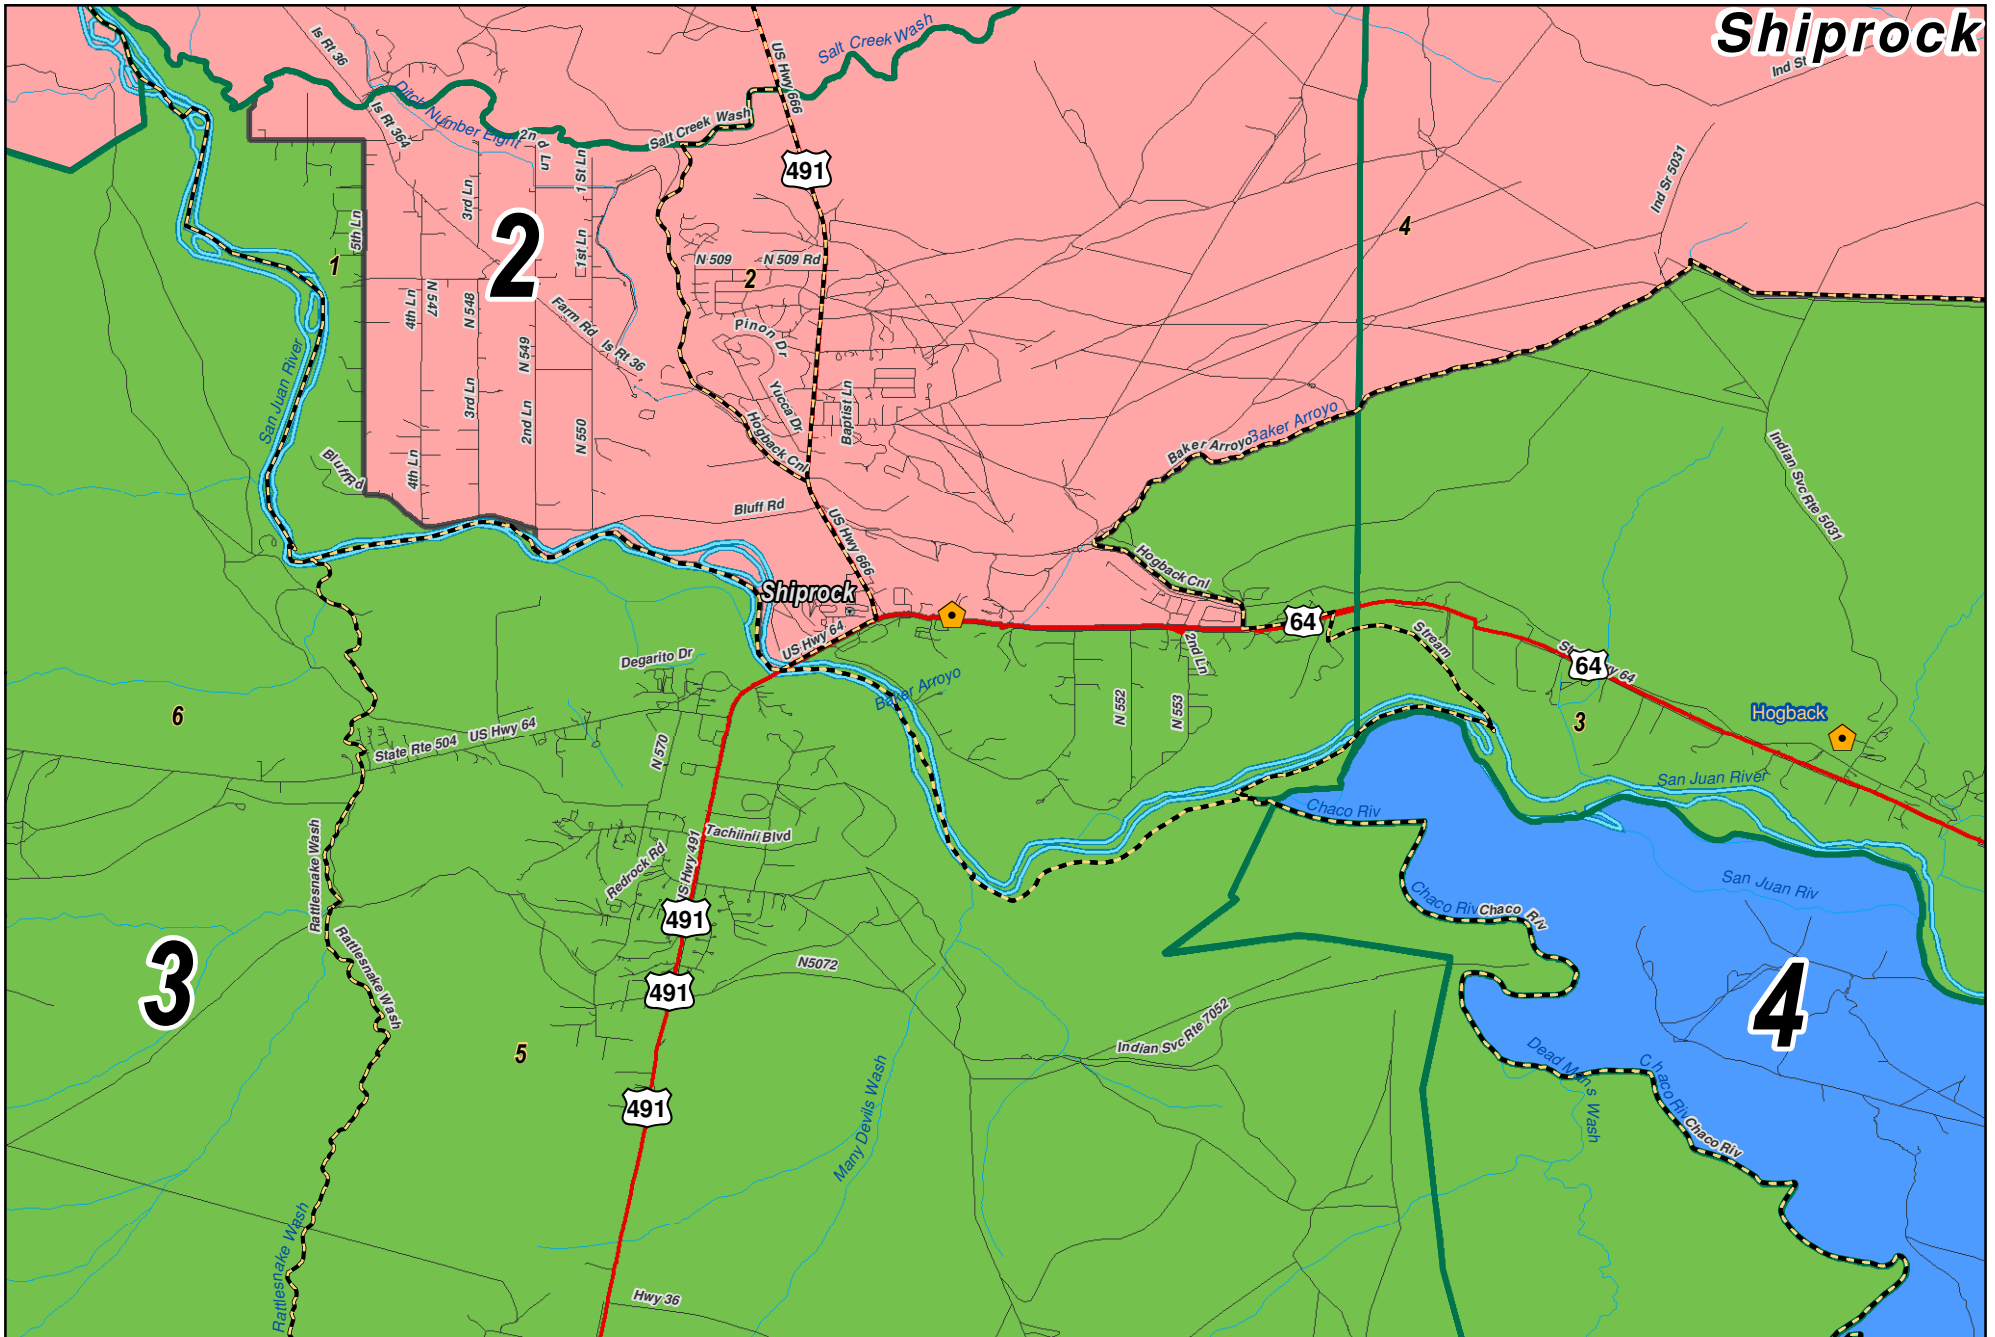 Shiprock
Is Rt 36
Salt Creek Wash
US Hwy 666
Ind St
Ditch Number Eight
Is Rt 364
2nd Ln
Salt Creek Wash
1 St Ln
491
3rd Ln
Ind Sr 5031
5th Ln
2
1st Ln
4
1
N 509
N 509 Rd
2
4th Ln
N 547
N 548
Farm Rd
Is Rt 36
Pinon Dr
N 549
San Juan River
3rd Ln
2nd Ln
N 550
Yucca Dr
Baptist Ln
Hogback Cnl
Baker Arroyo
Baker Arroyo
Bluff Rd
4th Ln
Indian Svc Rte 5031
Bluff Rd
US Hwy 666
Hogback Cnl
Shiprock
64
US Hwy 64
Stream
2nd Ln
64
Degarito Dr
Baker Arroyo
N 552
N 553
6
3
Hogback
State Rte 504
US Hwy 64
N 570
San Juan River
Chaco Riv
Rattlesnake Wash
Tachiinii Blvd
Redrock Rd
US Hwy 491
San Juan Riv
Chaco Riv
Chaco Riv
491
3
Rattlesnake Wash
N5072
491
4
Indian Svc Rte 7052
5
Dead Mans Wash
Chaco Riv
491
Many Devils Wash
Chaco Riv
Rattlesnake Wash
Hwy 36